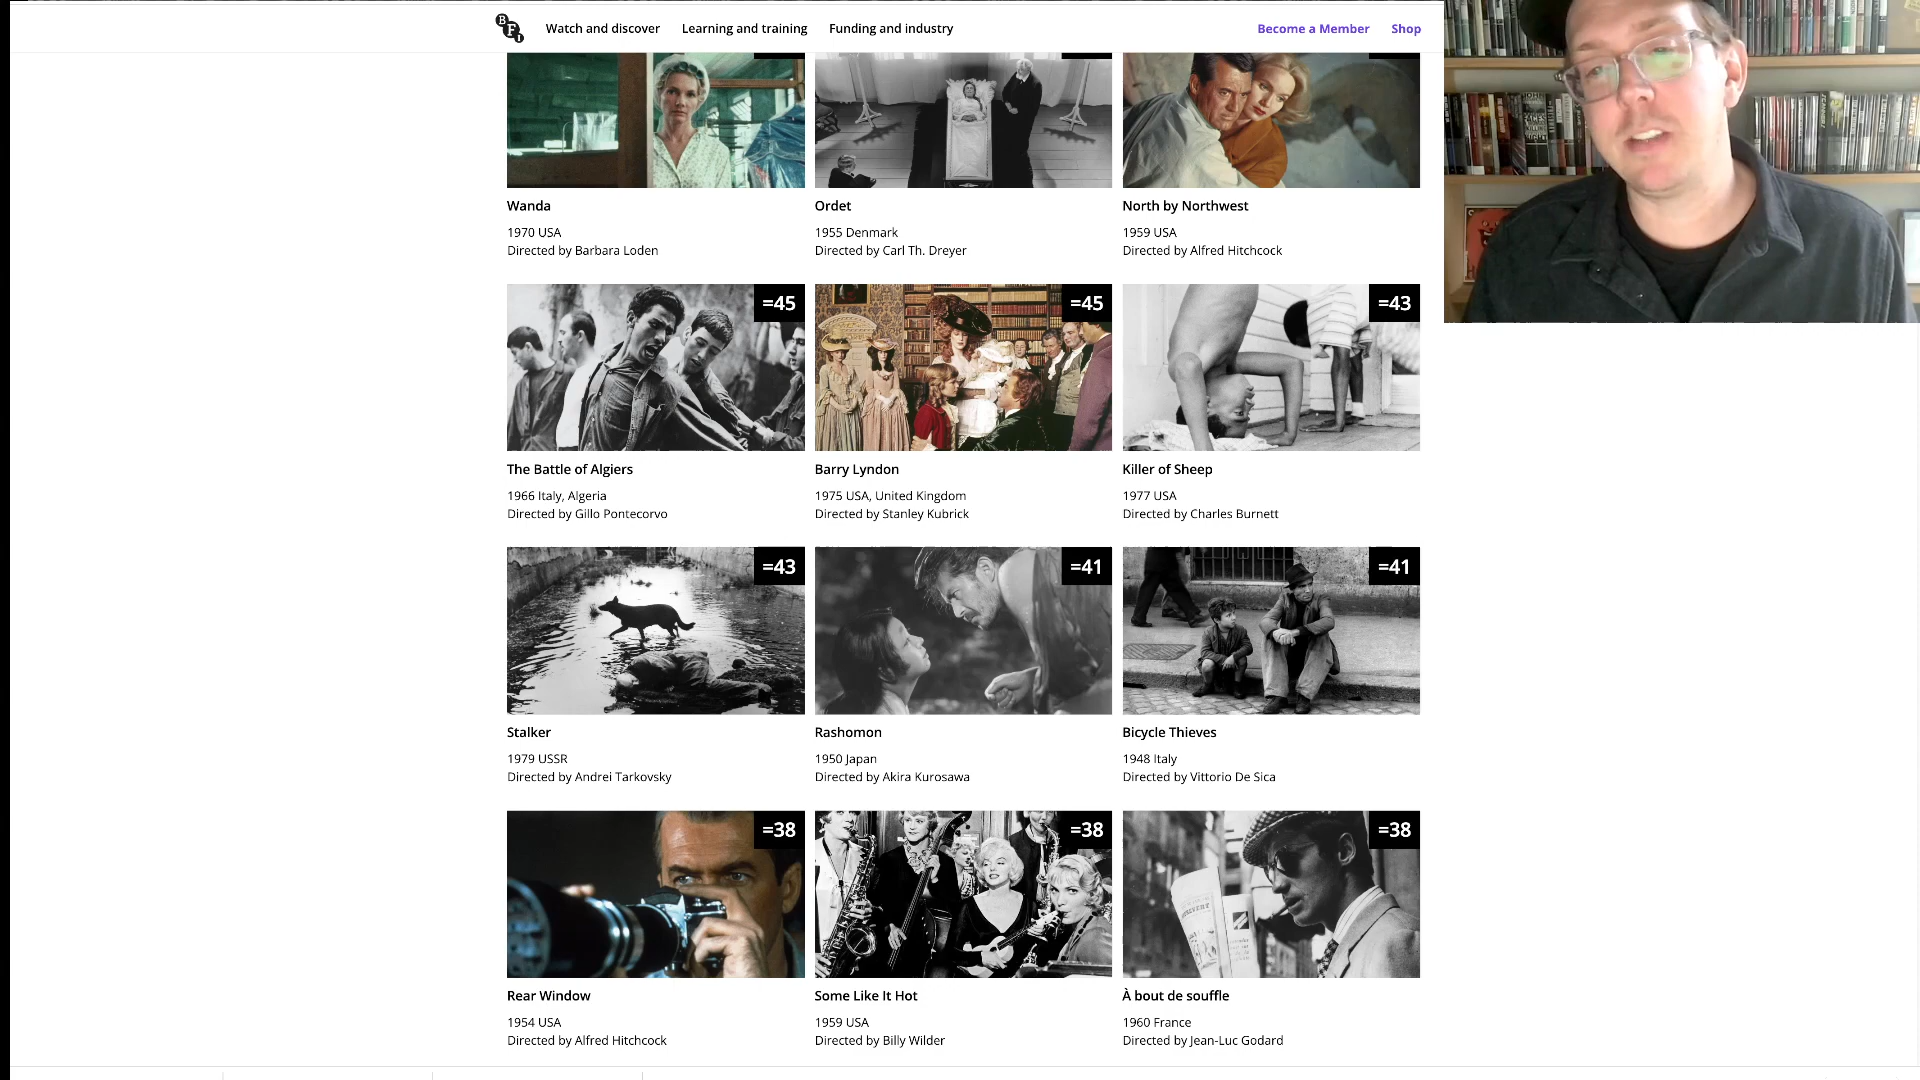 BFI
Watch and discover
Learning and training
Funding and industry
Become a Member
Shop
Wanda
1970 USA
Directed by Barbara Loden
Ordet
1955 Denmark
Directed by Carl Th. Dreyer
North by Northwest
1959 USA
Directed by Alfred Hitchcock
=45
The Battle of Algiers
1966 Italy, Algeria
Directed by Gillo Pontecorvo
=45
Barry Lyndon
1975 USA, United Kingdom
Directed by Stanley Kubrick
=43
Killer of Sheep
1977 USA
Directed by Charles Burnett
=43
Stalker
1979 USSR
Directed by Andrei Tarkovsky
=41
Rashomon
1950 Japan
Directed by Akira Kurosawa
=41
Bicycle Thieves
1948 Italy
Directed by Vittorio De Sica
=38
Rear Window
1954 USA
Directed by Alfred Hitchcock
=38
Some Like It Hot
1959 USA
Directed by Billy Wilder
=38
À bout de souffle
1960 France
Directed by Jean-Luc Godard